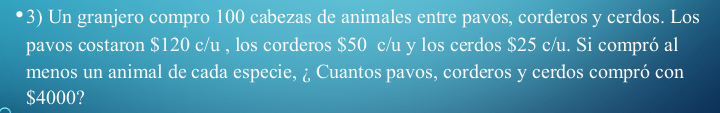 •3) Un granjero compro 100 cabezas de animales entre pavos, corderos y cerdos. Los
pavos costaron $120 c/u , los corderos $50 c/u y los cerdos $25 c/u. Si compró al
menos un animal de cada especie, ¿ Cuantos pavos, corderos y cerdos compró con
$4000?